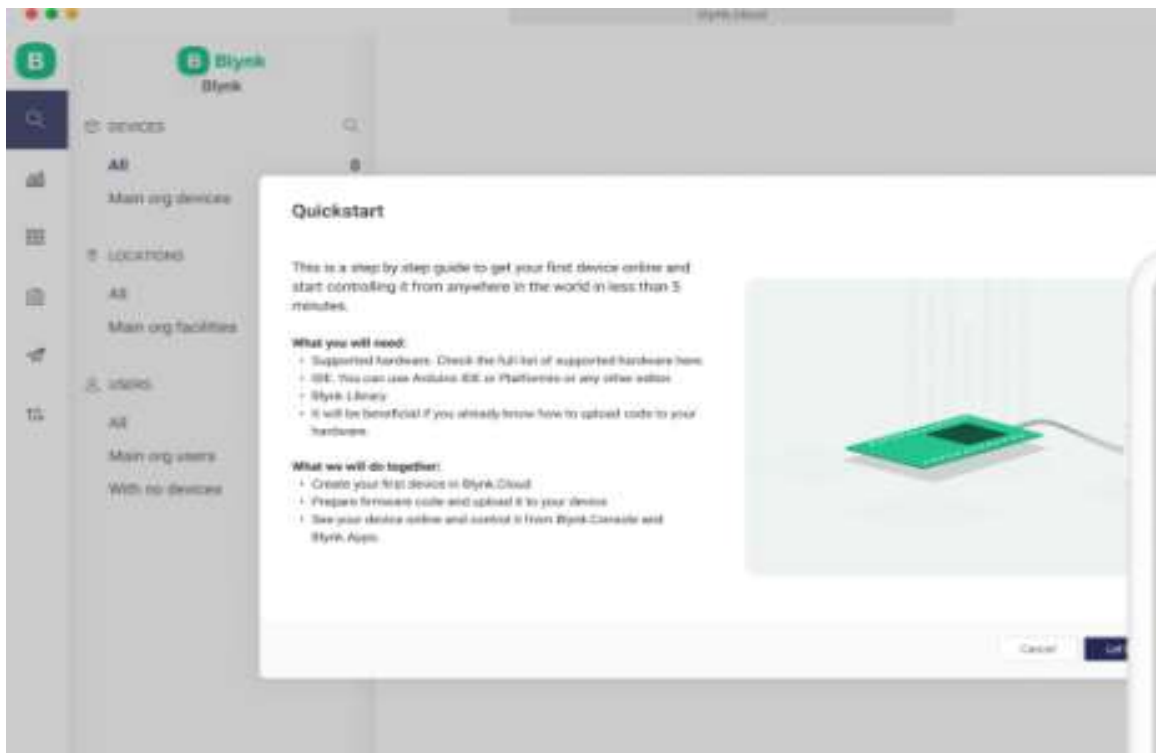 blynk.cloud
B
B Blynk
Blynk
DEVICES
All 0
Main org devices
LOCATIONS
All
Main org facilities
USERS
All
Main org users
With no devices
Quickstart
This is a step by step guide to get your first device online and
start controlling it from anywhere in the world in less than 5
minutes.
What you will need:
• Supported hardware. Check the full list of supported hardware here.
• IDE. You can use Arduino IDE or PlatformIO or any other editor
• Blynk Library
• It will be beneficial if you already know how to upload code to your
hardware.
What we will do together:
• Create your first device in Blynk.Cloud
• Prepare firmware code and upload it to your device
• See your device online and control it from Blynk.Console and
Blynk.Apps.
Cancel